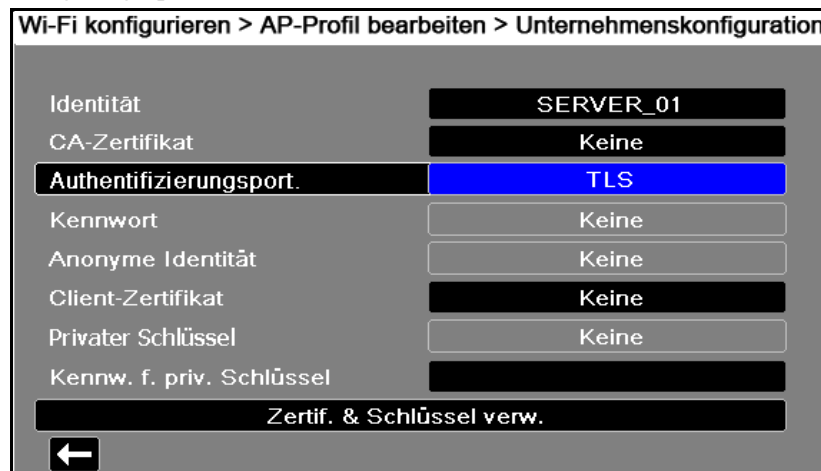 Wi-Fi konfigurieren > AP-Profil bearbeiten > Unternehmenskonfiguration
Identität SERVER_01
CA-Zertifikat Keine
Authentifizierungsport. TLS
Kennwort Keine
Anonyme Identität Keine
Client-Zertifikat Keine
Privater Schlüssel Keine
Kennw. f. priv. Schlüssel
Zertif. & Schlüssel verw.